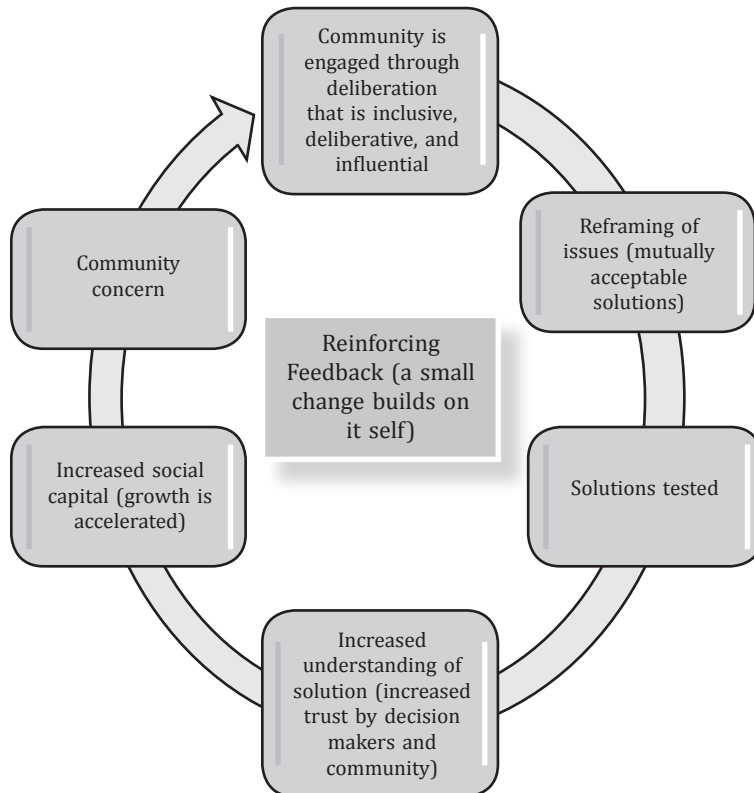 Community is
engaged through
deliberation
that is inclusive,
deliberative, and
influential
Reframing of
issues (mutually
acceptable
solutions)
Solutions tested
Increased
understanding of
solution (increased
trust by decision
makers and
community)
Increased social
capital (growth is
accelerated)
Community
concern
Reinforcing
Feedback (a small
change builds on
it self)